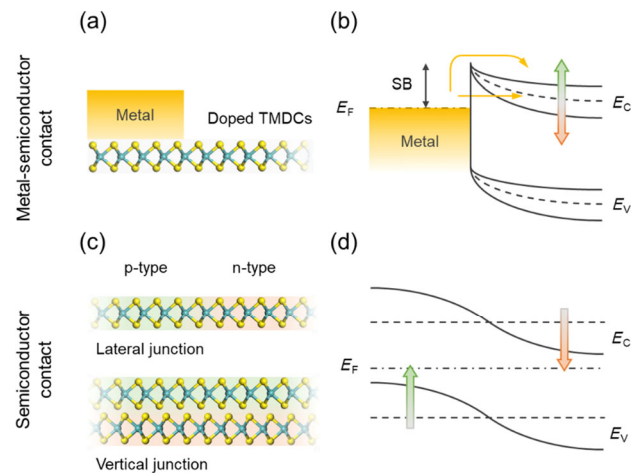 (a)
(b)
Metal-semiconductor
contact
Metal
Doped TMDCs
SB
E_F
Metal
E_C
E_V
(c)
(d)
Semiconductor
contact
p-type
n-type
Lateral junction
Vertical junction
E_F
E_C
E_V